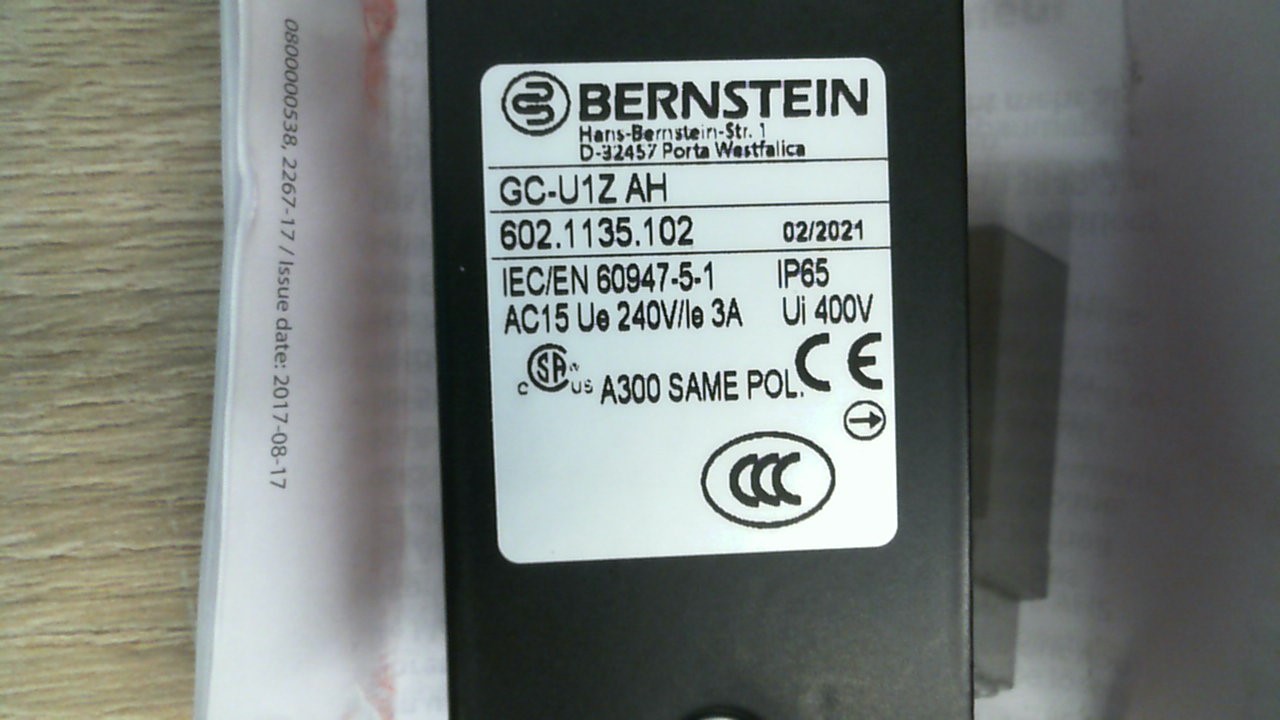 0800000538, 2267-17 / Issue date: 2017-08-17
BERNSTEIN
Hans-Bernstein-Str. 1
D-32457 Porta Westfalica
GC-U1Z AH
602.1135.102 02/2021
IEC/EN 60947-5-1 IP65
AC15 Ue 240V/Ie 3A Ui 400V
C SA US A300 SAME POL. CE
CCC